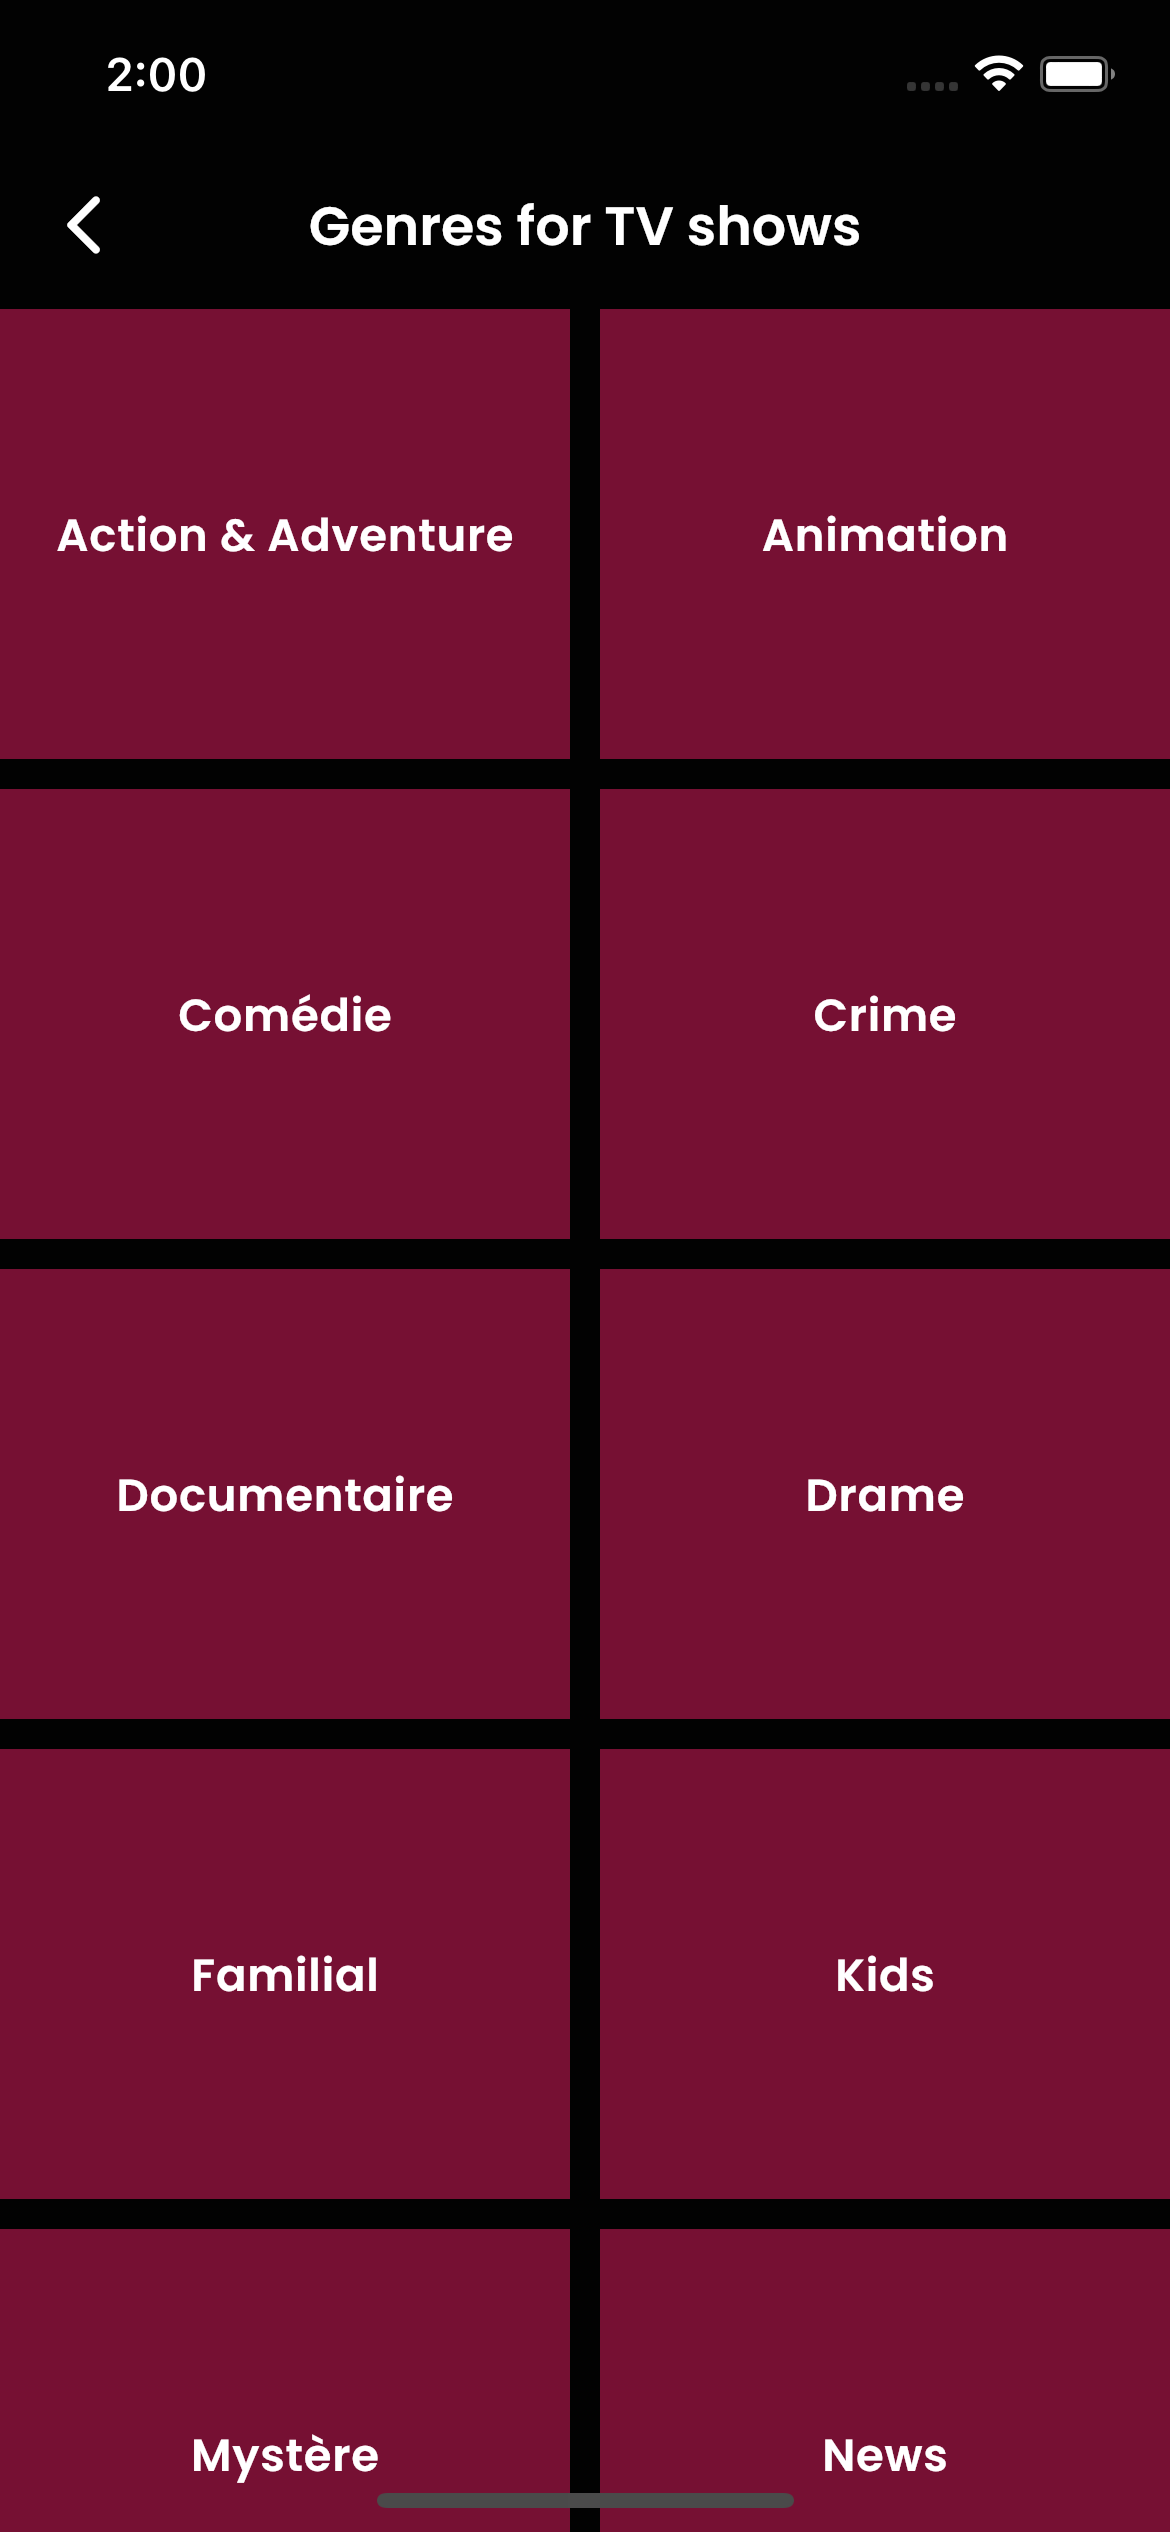 2:00
Genres for TV shows
Action & Adventure
Animation
Comédie
Crime
Documentaire
Drame
Familial
Kids
Mystère
News